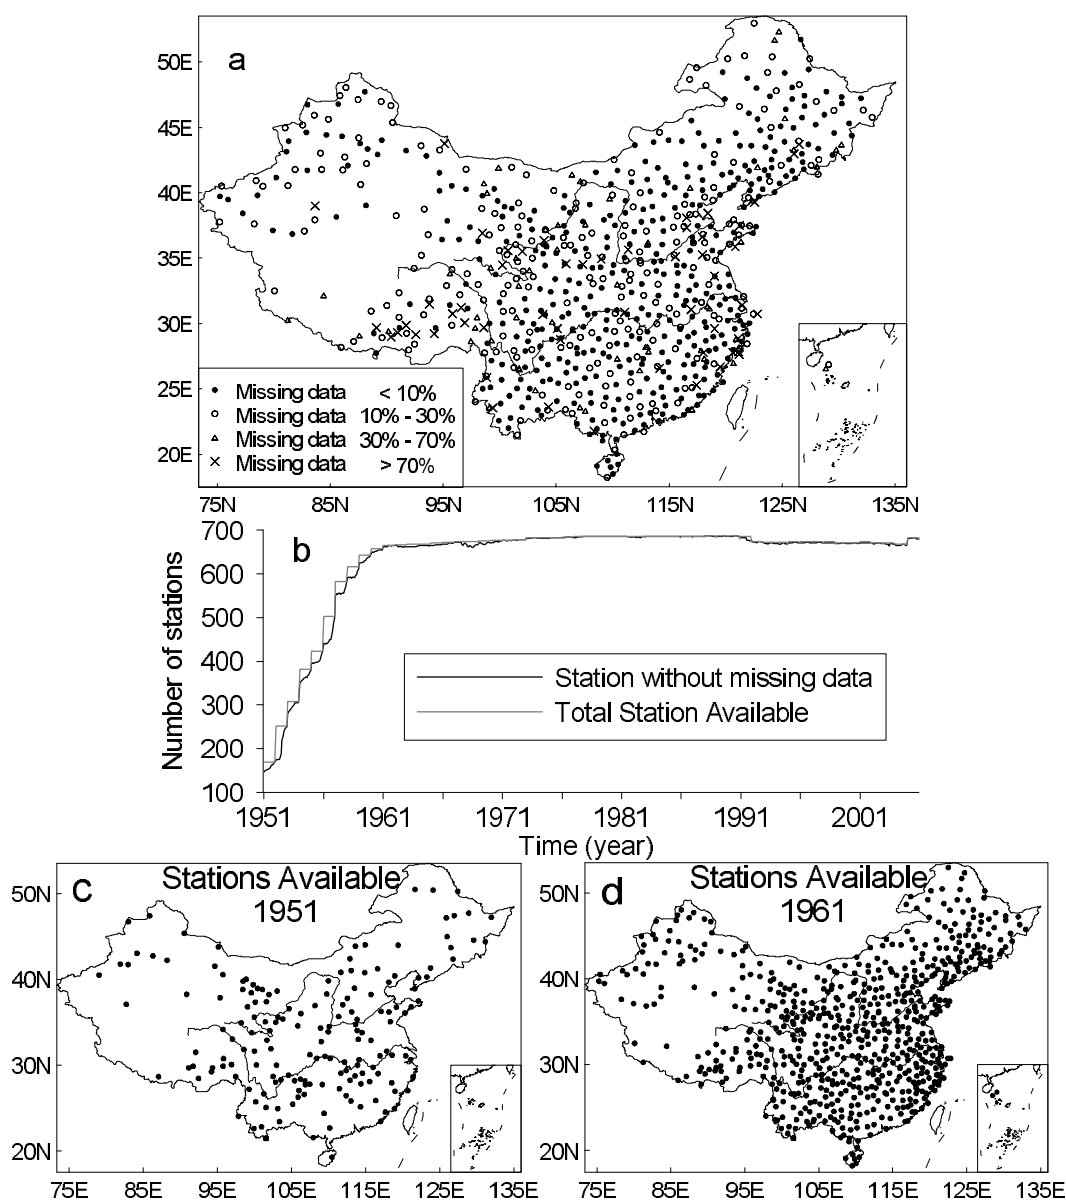 a
50E
45E
40E
35E
30E
25E
20E
Missing data < 10%
Missing data 10% - 30%
Missing data 30% - 70%
Missing data > 70%
75N 85N 95N 105N 115N 125N 135N
b
700
600
500
400
300
200
100
Number of stations
Station without missing data
Total Station Available
1951 1961 1971 1981 1991 2001
Time (year)
c
Stations Available
1951
50N
40N
30N
20N
75E 85E 95E 105E 115E 125E 135E
d
Stations Available
1961
50N
40N
30N
20N
75E 85E 95E 105E 115E 125E 135E